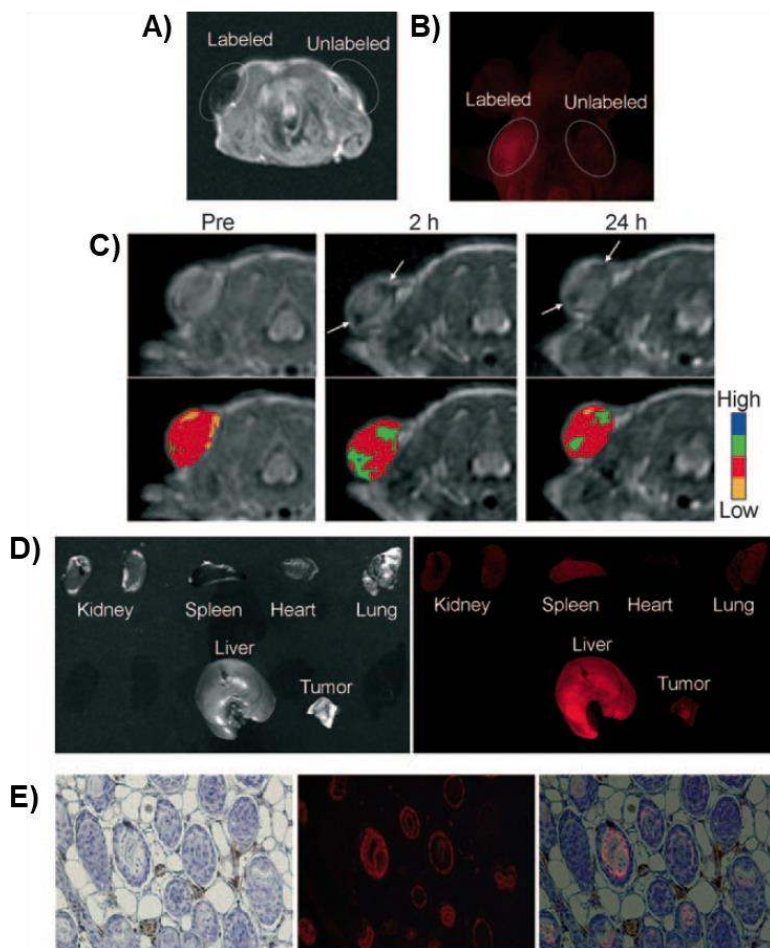 A)
Labeled Unlabeled
B)
Labeled Unlabeled
C)
Pre 2 h 24 h
High
Low
D)
Kidney Spleen Heart Lung
Liver
Tumor
Kidney Spleen Heart Lung
Liver
Tumor
E)